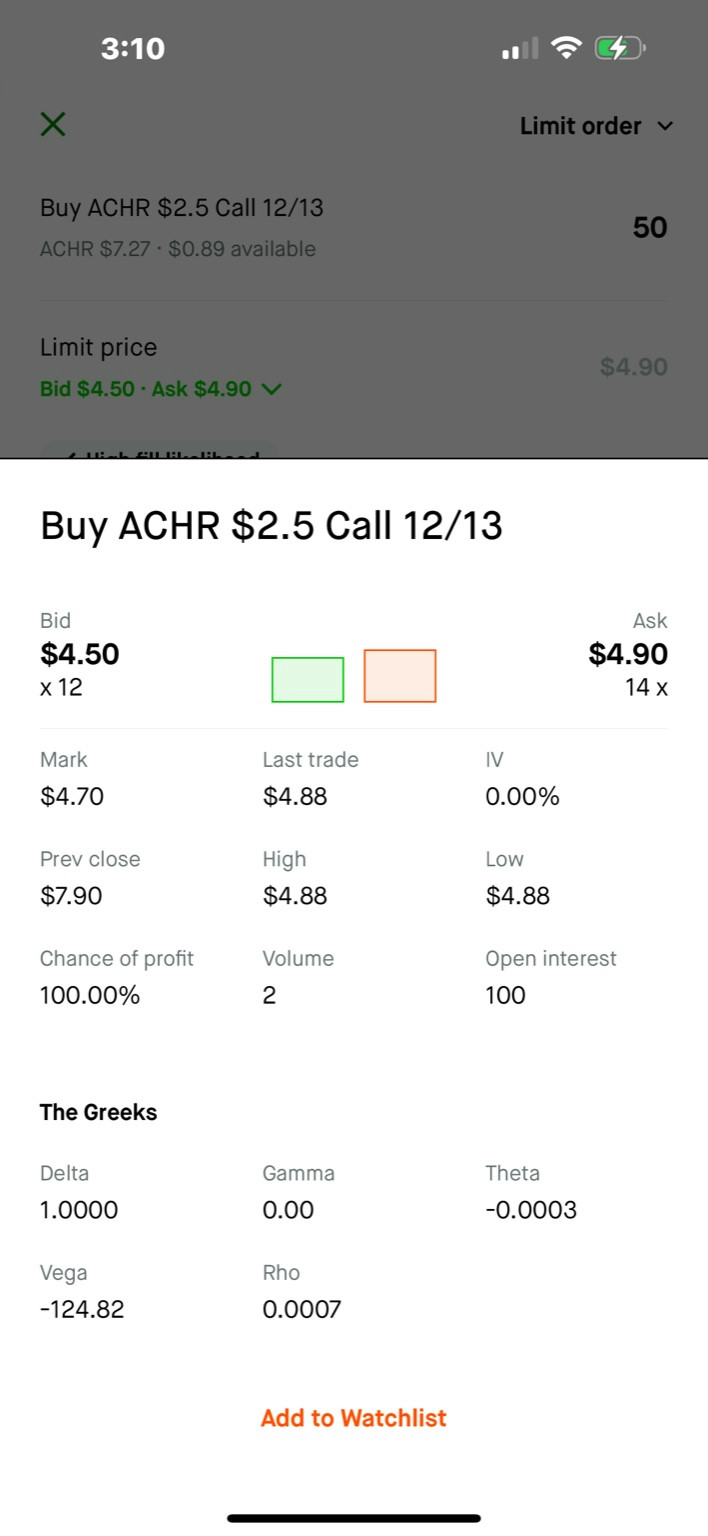 3:10
Limit order
Buy ACHR $2.5 Call 12/13
50
ACHR $7.27 · $0.89 available
Limit price
$4.90
Bid $4.50 · Ask $4.90
High fill likelihood
Buy ACHR $2.5 Call 12/13
Bid
Ask
$4.50
$4.90
x 12
14 x
Mark
Last trade
IV
$4.70
$4.88
0.00%
Prev close
High
Low
$7.90
$4.88
$4.88
Chance of profit
Volume
Open interest
100.00%
2
100
The Greeks
Delta
Gamma
Theta
1.0000
0.00
-0.0003
Vega
Rho
-124.82
0.0007
Add to Watchlist